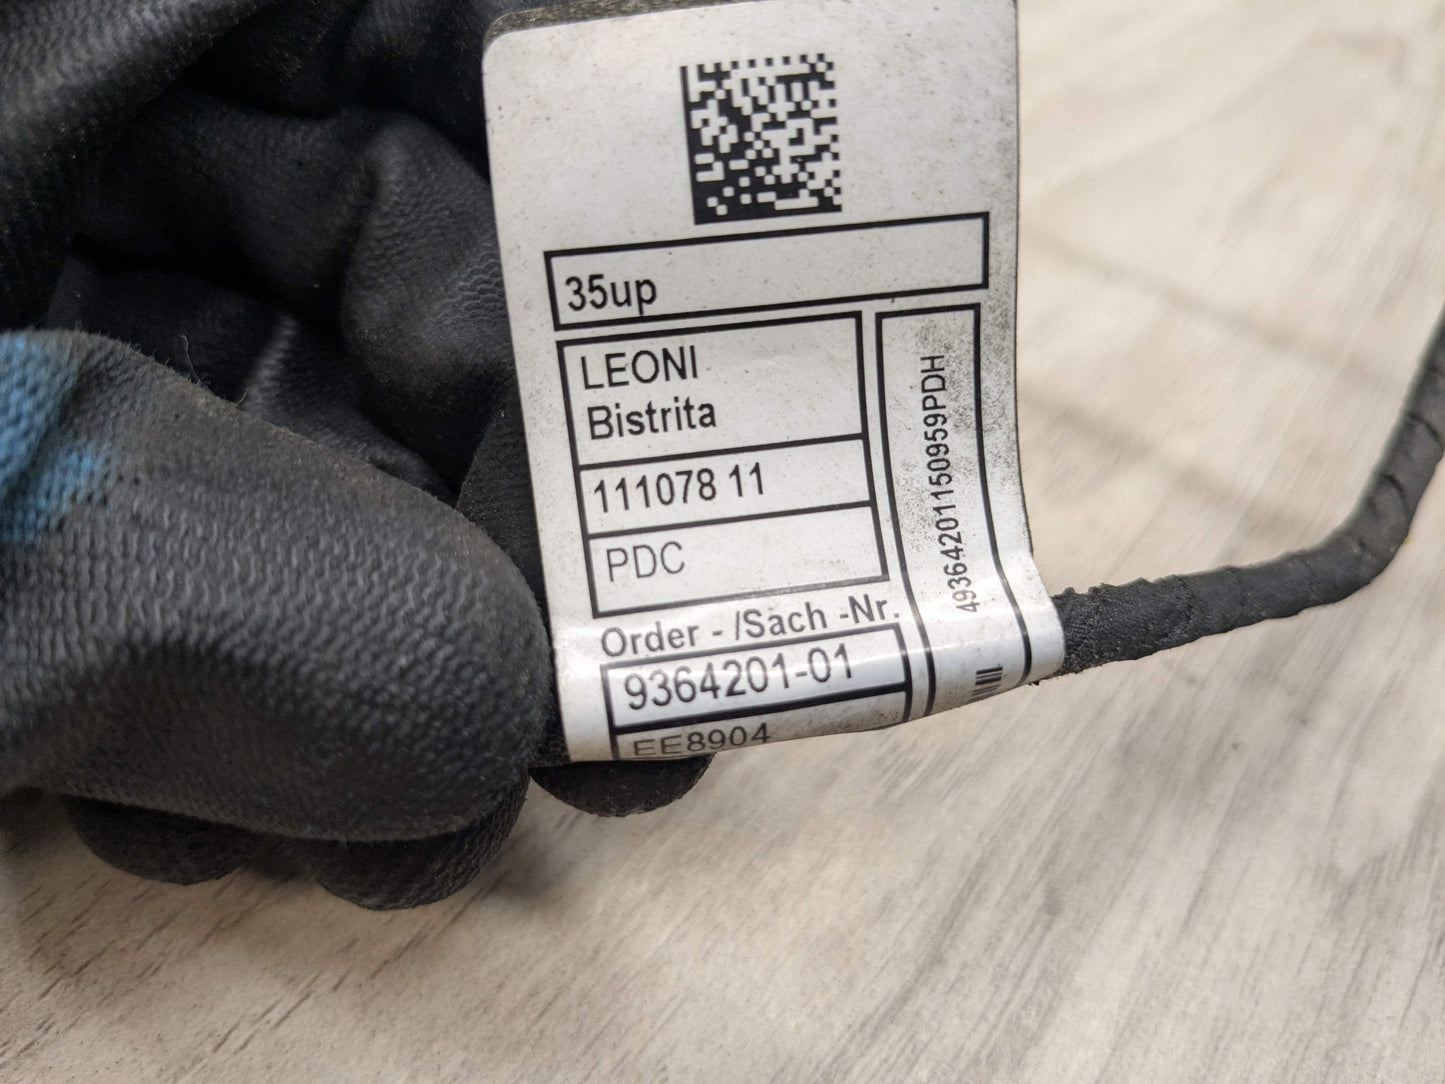 35up
LEONI
Bistrita
111078 11
PDC
Order - /Sach -Nr.
9364201-01
EE8904
49364201150959PDH